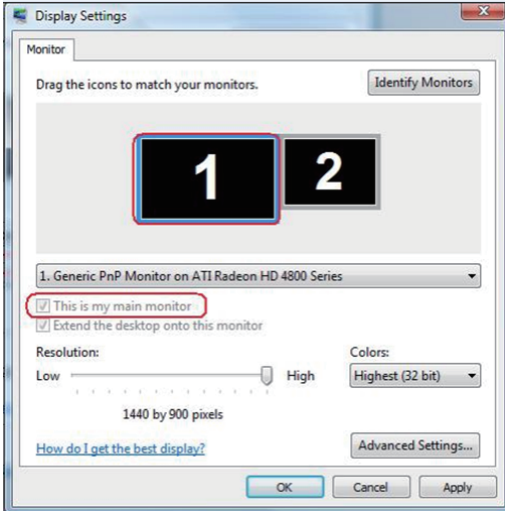 Display Settings
Monitor
Drag the icons to match your monitors.
Identify Monitors
1
2
1. Generic PnP Monitor on ATI Radeon HD 4800 Series
This is my main monitor
Extend the desktop onto this monitor
Resolution:
Colors:
Low
High
Highest (32 bit)
1440 by 900 pixels
How do I get the best display?
Advanced Settings...
OK
Cancel
Apply